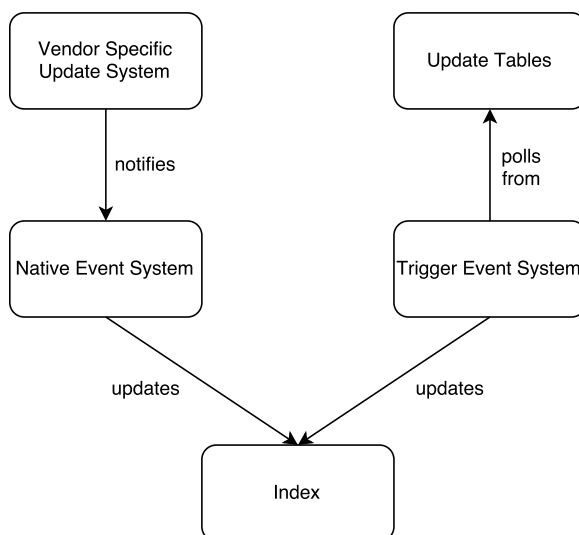 Vendor Specific
Update System
Update Tables
notifies
polls
from
Native Event System
Trigger Event System
updates
updates
Index